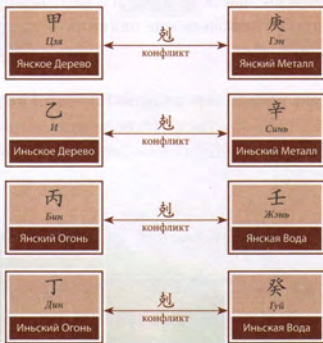 甲 剋 庚
Цзя Гэн
конфликт
Янское Дерево Янский Металл
乙 剋 辛
И Синь
конфликт
Иньское Дерево Иньский Металл
丙 剋 壬
Бин Жэнь
конфликт
Янский Огонь Янская Вода
丁 剋 癸
Дин Гуй
конфликт
Иньский Огонь Иньская Вода